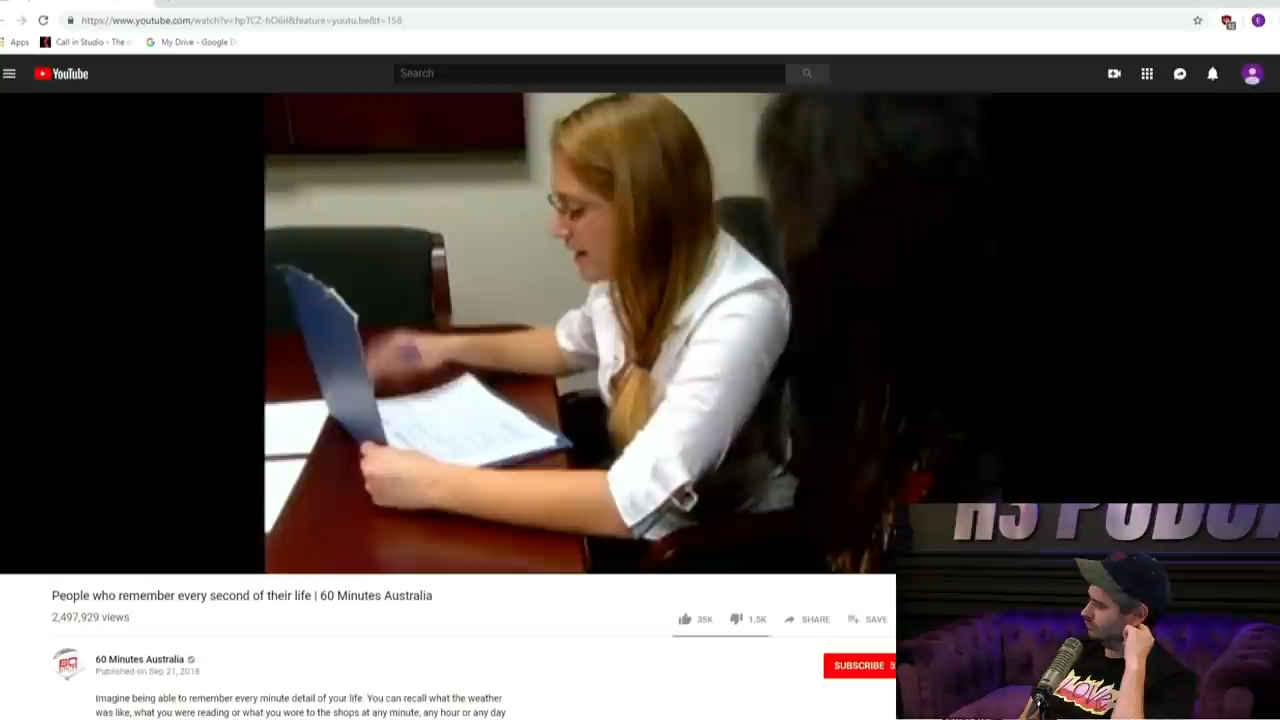 https://www.youtube.com/watch?v=hpTCZ-hO6iI&feature=youtu.be&t=158
Apps
Call in Studio - The
My Drive - Google
YouTube
Search
H3 PODC
People who remember every second of their life | 60 Minutes Australia
2,497,929 views
35K
1.5K
SHARE
SAVE
60 Minutes Australia
Published on Sep 21, 2018
SUBSCRIBE
Imagine being able to remember every minute detail of your life. You can recall what the weather
was like, what you were reading or what you wore to the shops at any minute, any hour or any day